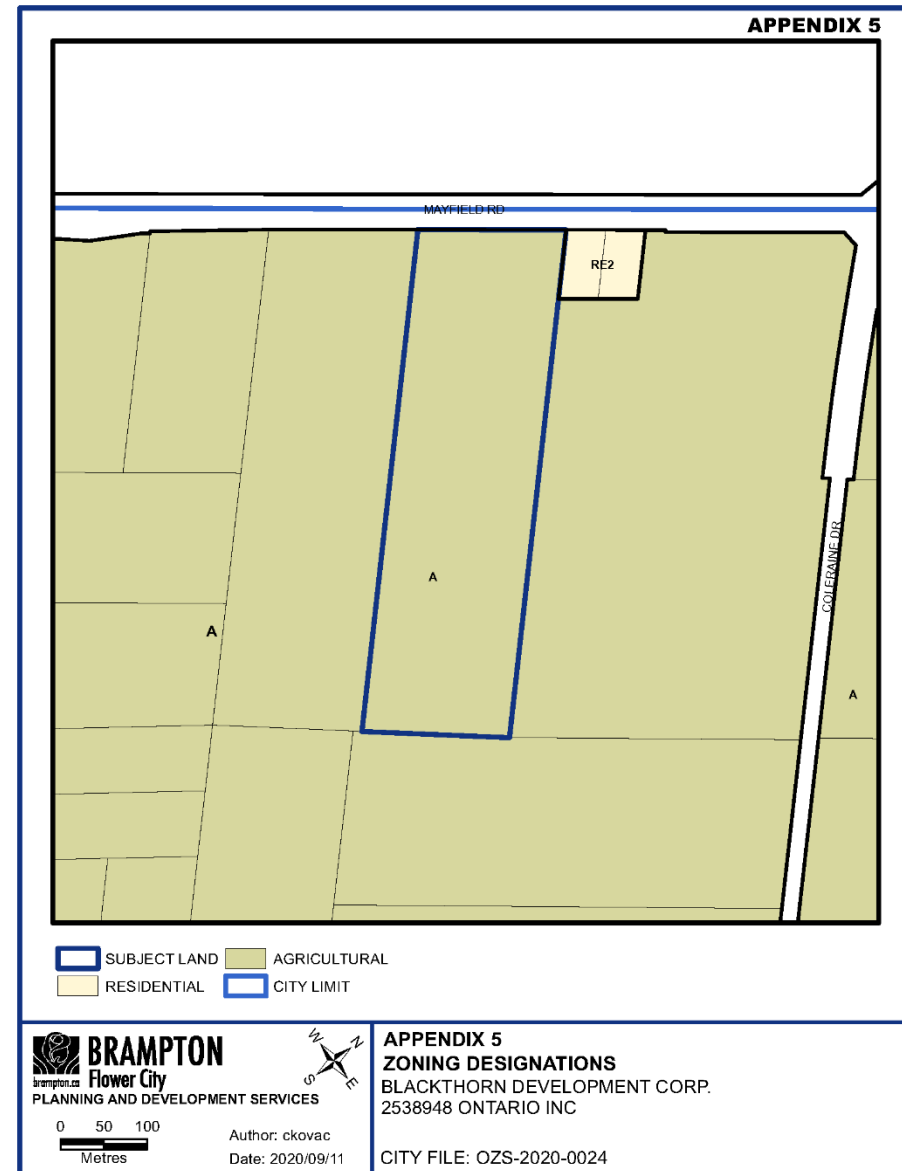 APPENDIX 5
MAYFIELD RD
RE2
A
COLERAINE DR
A
A
SUBJECT LAND
AGRICULTURAL
RESIDENTIAL
CITY LIMIT
BRAMPTON
brampton.ca Flower City
PLANNING AND DEVELOPMENT SERVICES
0 50 100
Metres
N
W
E
S
Author: ckovac
Date: 2020/09/11
APPENDIX 5
ZONING DESIGNATIONS
BLACKTHORN DEVELOPMENT CORP.
2538948 ONTARIO INC
CITY FILE: OZS-2020-0024